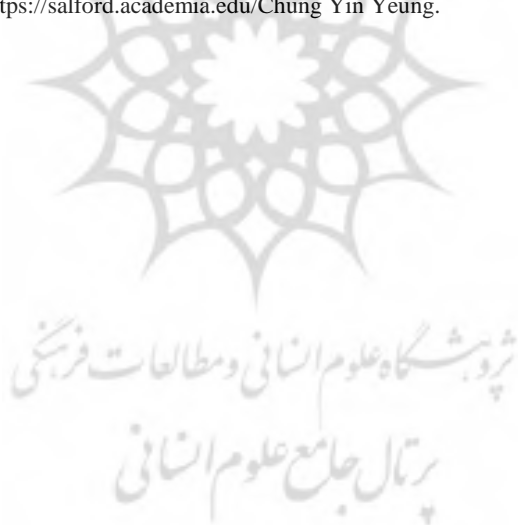 tps://salford.academia.edu/Chung Yin Yeung.
پژوهشگاه علوم انسانی و مطالعات فرهنگی
پرتال جامع علوم انسانی